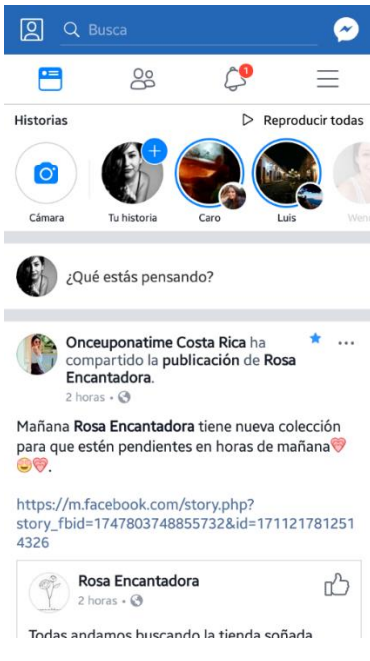 Busca
1
Historias
Reproducir todas
Cámara
Tu historia
Caro
Luis
Wen
¿Qué estás pensando?
Onceuponatime Costa Rica ha
compartido la publicación de Rosa
Encantadora.
2 horas •
Mañana Rosa Encantadora tiene nueva colección
para que estén pendientes en horas de mañana
.
https://m.facebook.com/story.php?
story_fbid=1747803748855732&id=171121781251
4326
Rosa Encantadora
2 horas •
Todas andamos buscando la tienda soñada